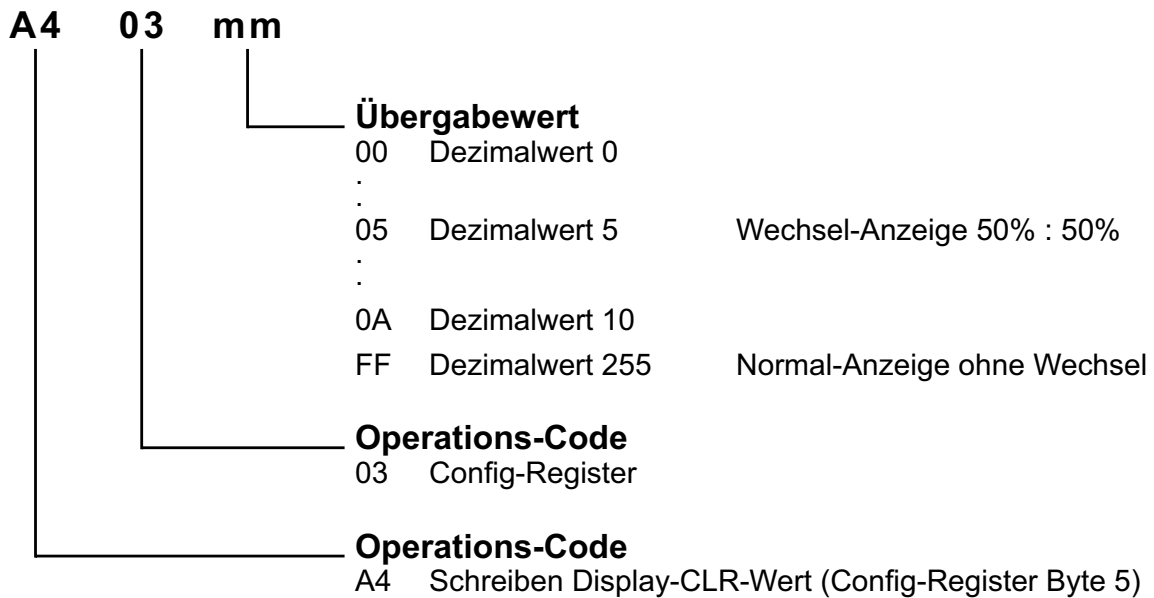 A4 03 mm
Übergabewert
00 Dezimalwert 0
.
.
05 Dezimalwert 5 Wechsel-Anzeige 50% : 50%
.
.
0A Dezimalwert 10
FF Dezimalwert 255 Normal-Anzeige ohne Wechsel
Operations-Code
03 Config-Register
Operations-Code
A4 Schreiben Display-CLR-Wert (Config-Register Byte 5)